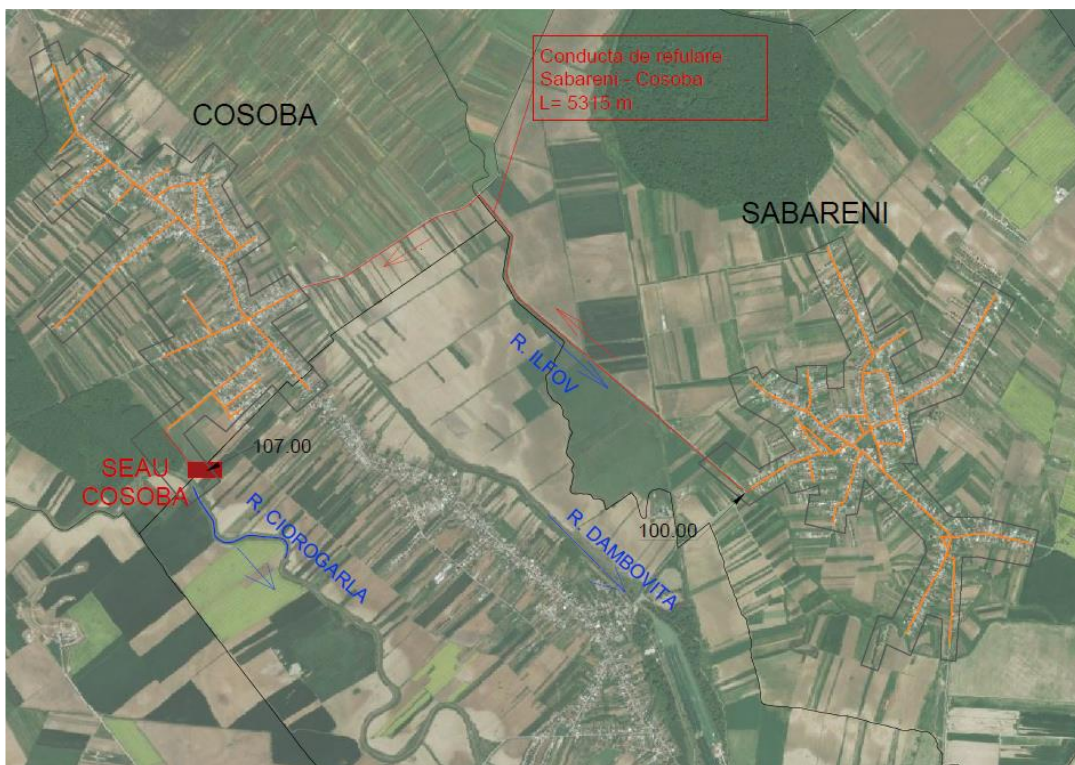 Conducta de refulare
Sabareni - Cosoba
L= 5315 m
COSOBA
SABARENI
R. ILFOV
107.00
SEAU
COSOBA
R. CIOROGARLA
R. DAMBOVITA
100.00